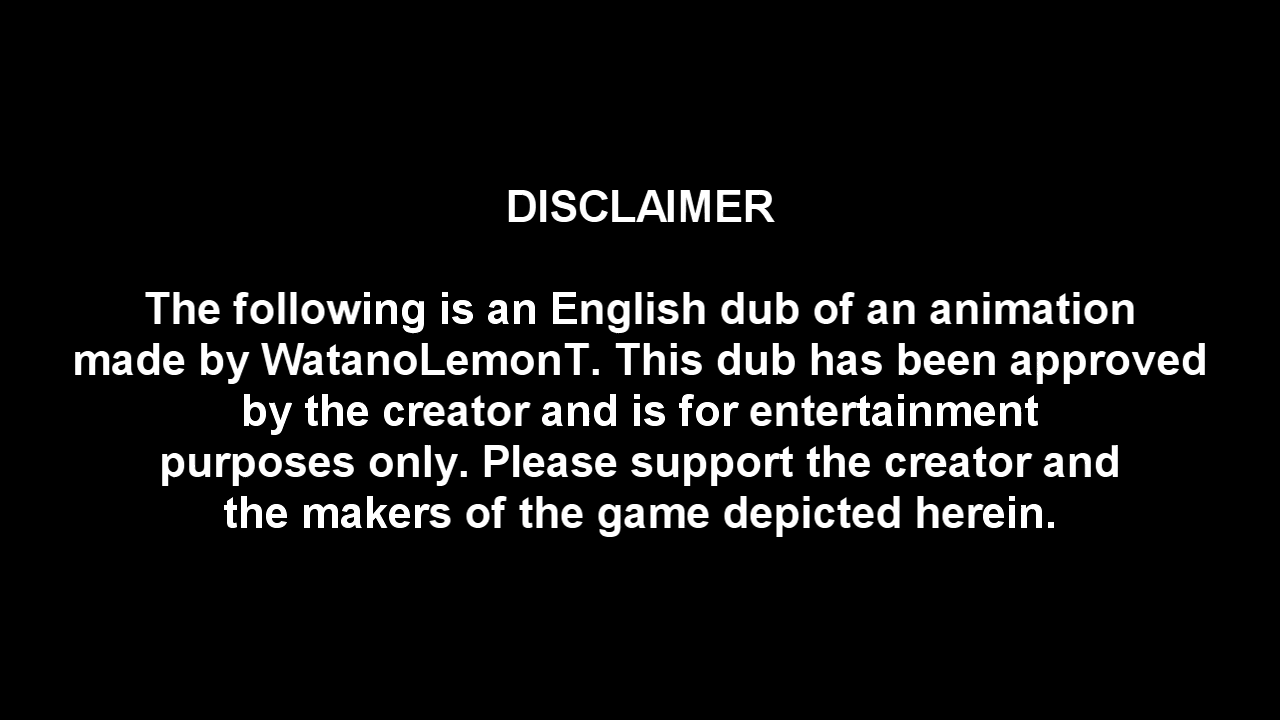 DISCLAIMER
The following is an English dub of an animation
made by WatanoLemonT. This dub has been approved
by the creator and is for entertainment
purposes only. Please support the creator and
the makers of the game depicted herein.